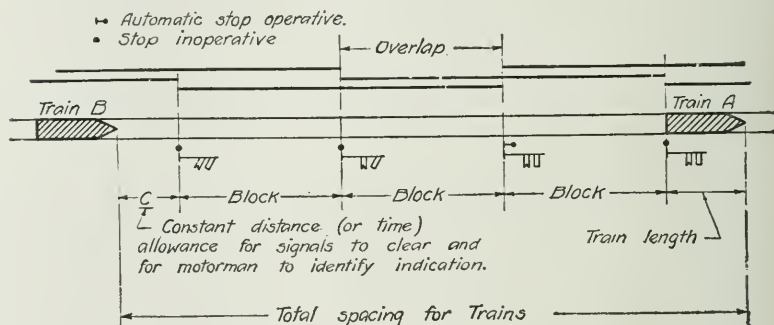 Automatic stop operative.
Stop inoperative
Overlap
Train B
Train A
C
Block
Block
Block
Constant distance (or time)
allowance for signals to clear and
for motorman to identify indication.
Train length
Total spacing for Trains